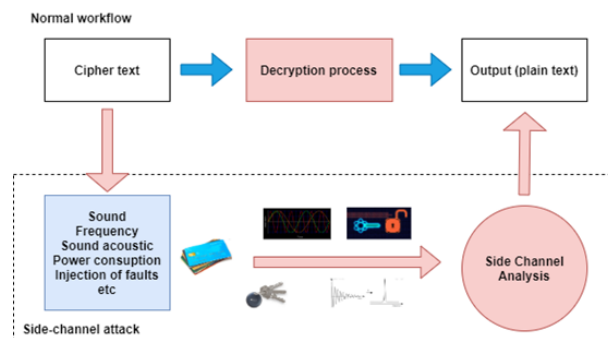 Normal workflow
Cipher text
Decryption process
Output (plain text)
Sound
Frequency
Sound acoustic
Power consuption
Injection of faults
etc
Side Channel
Analysis
Side-channel attack